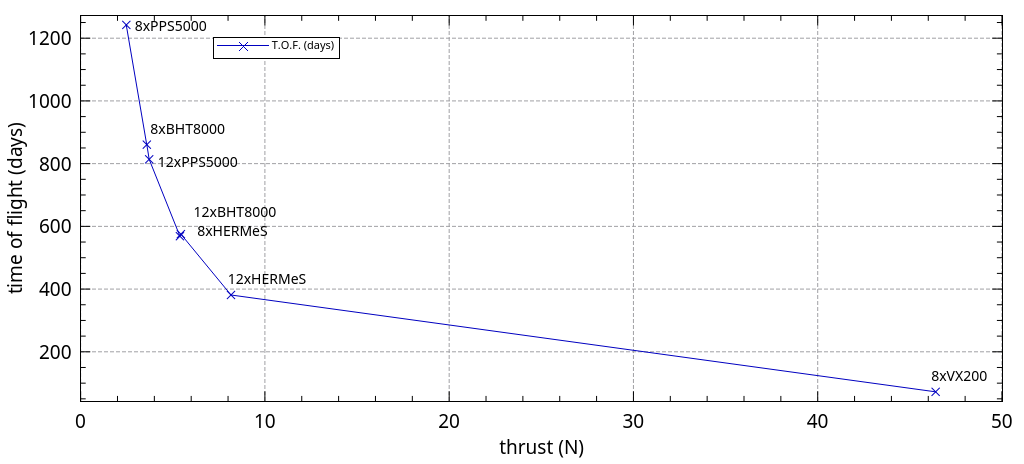 8xPPS5000
T.O.F. (days)
8xBHT8000
12xPPS5000
12xBHT8000
8xHERMeS
12xHERMeS
8xVX200
1200
1000
800
600
400
200
time of flight (days)
0 10 20 30 40 50
thrust (N)